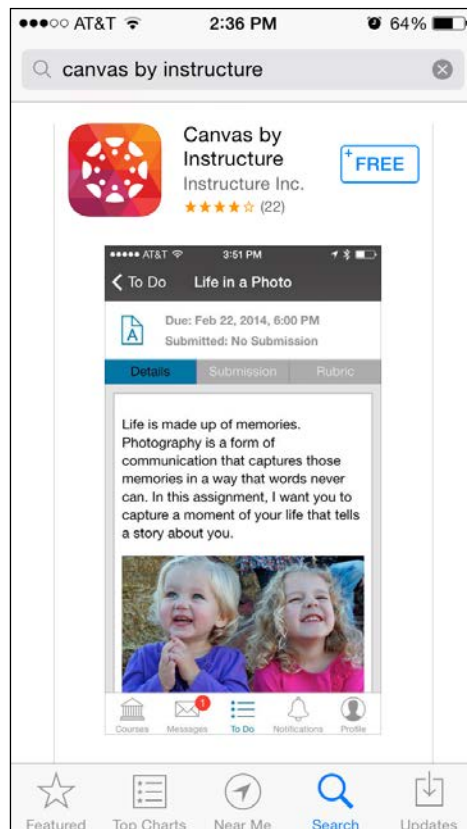 AT&T 2:36 PM 64%
canvas by instructure
Canvas by
Instructure
Instructure Inc.
(22)
+ FREE
AT&T 3:51 PM
To Do Life in a Photo
A
Due: Feb 22, 2014, 6:00 PM
Submitted: No Submission
Details Submission Rubric
Life is made up of memories.
Photography is a form of
communication that captures those
memories in a way that words never
can. In this assignment, I want you to
capture a moment of your life that tells
a story about you.
1
Courses Messages To Do Notifications Profile
Featured Top Charts Near Me Search Updates